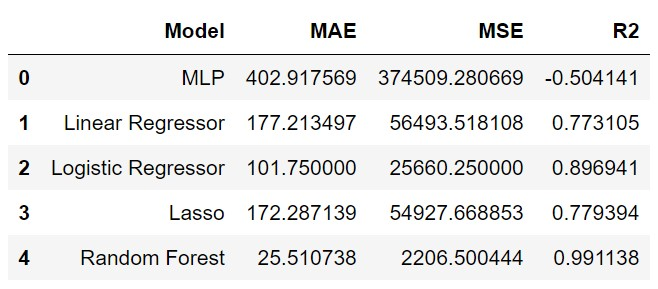 Model MAE MSE R2
0 MLP 402.917569 374509.280669 -0.504141
1 Linear Regressor 177.213497 56493.518108 0.773105
2 Logistic Regressor 101.750000 25660.250000 0.896941
3 Lasso 172.287139 54927.668853 0.779394
4 Random Forest 25.510738 2206.500444 0.991138